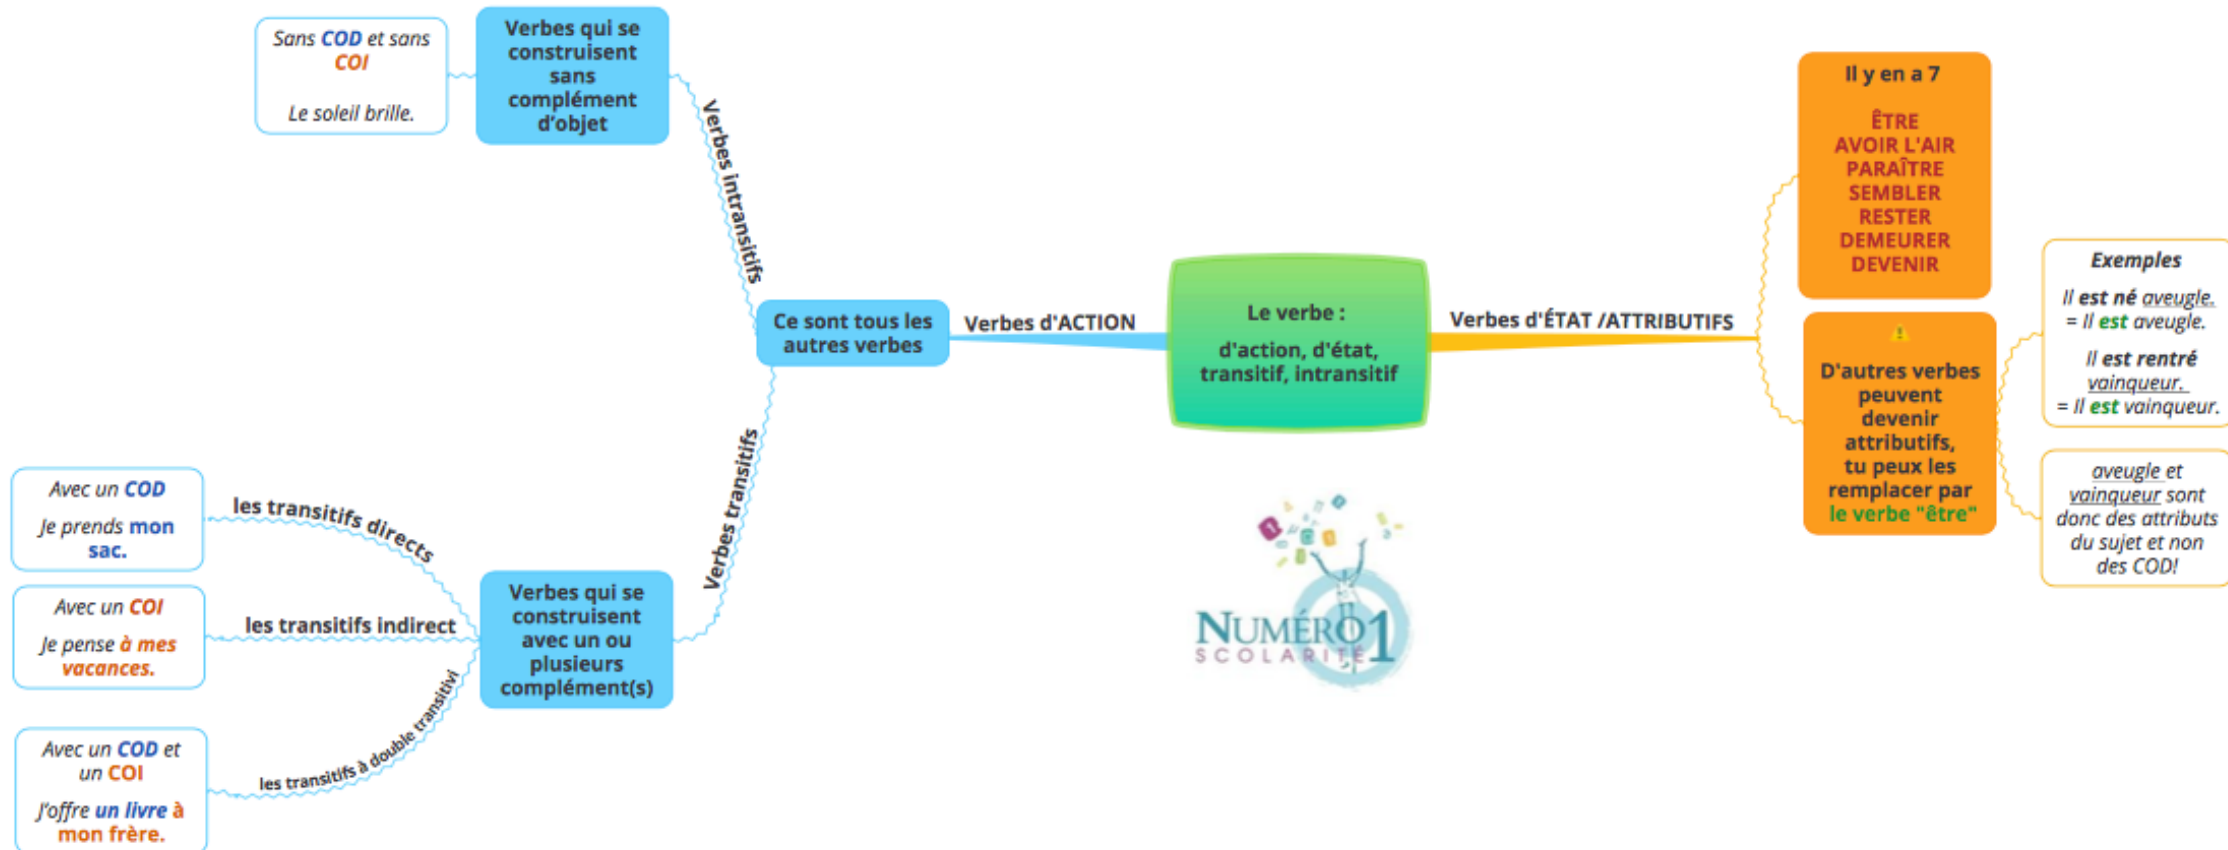 Le verbe :
d'action, d'état,
transitif, intransitif
Verbes d'ACTION
Ce sont tous les
autres verbes
Verbes intransitifs
Verbes qui se
construisent
sans
complément
d'objet
Sans COD et sans
COI
Le soleil brille.
Verbes transitifs
Verbes qui se
construisent
avec un ou
plusieurs
complément(s)
les transitifs directs
Avec un COD
Je prends mon
sac.
les transitifs indirect
Avec un COI
Je pense à mes
vacances.
les transitifs à double transitivi
Avec un COD et
un COI
J'offre un livre à
mon frère.
Verbes d'ÉTAT /ATTRIBUTIFS
Il y en a 7
ÊTRE
AVOIR L'AIR
PARAÎTRE
SEMBLER
RESTER
DEMEURER
DEVENIR
D'autres verbes
peuvent
devenir
attributifs,
tu peux les
remplacer par
le verbe "être"
Exemples
Il est né aveugle.
= Il est aveugle.
Il est rentré
vainqueur.
= Il est vainqueur.
aveugle et
vainqueur sont
donc des attributs
du sujet et non
des COD!
NUMÉRO 1
SCOLARITÉ